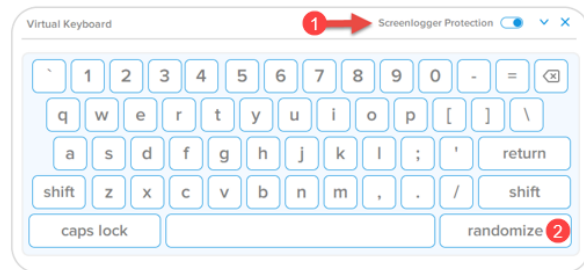 Virtual Keyboard 1 Screenlogger Protection
` 1 2 3 4 5 6 7 8 9 0 - =
q w e r t y u i o p [ ] \
a s d f g h j k l ; ' return
shift z x c v b n m , . / shift
caps lock randomize 2